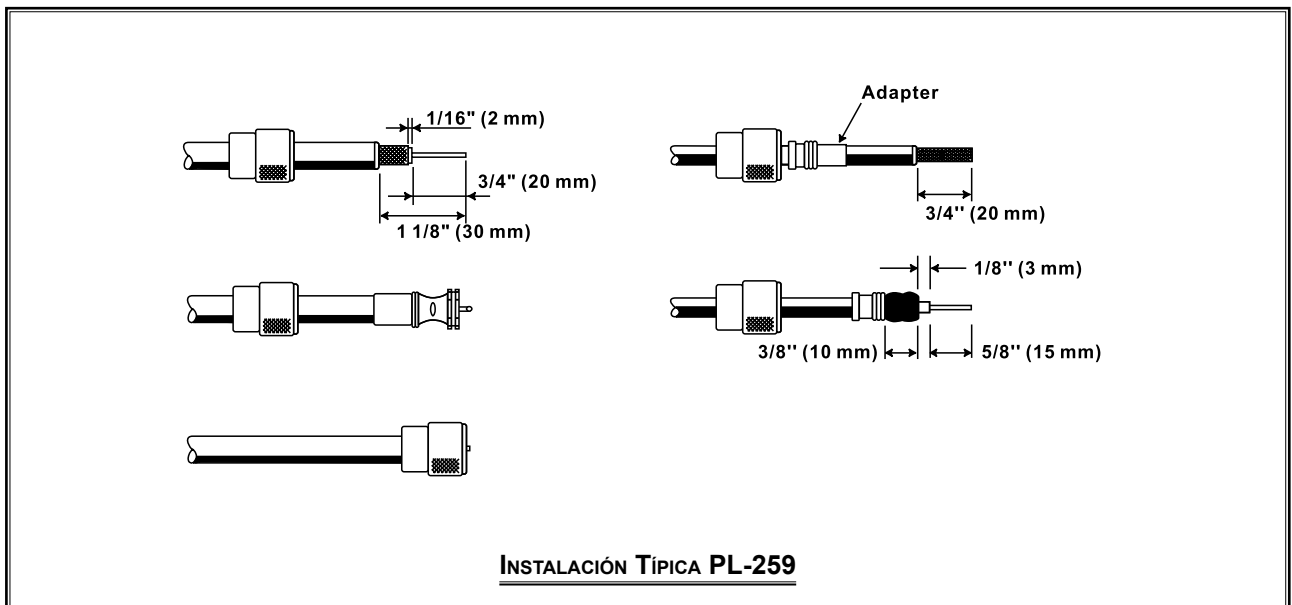 1/16" (2 mm)
3/4" (20 mm)
1 1/8" (30 mm)
Adapter
3/4'' (20 mm)
1/8'' (3 mm)
3/8'' (10 mm)
5/8'' (15 mm)
INSTALACIÓN TÍPICA PL-259